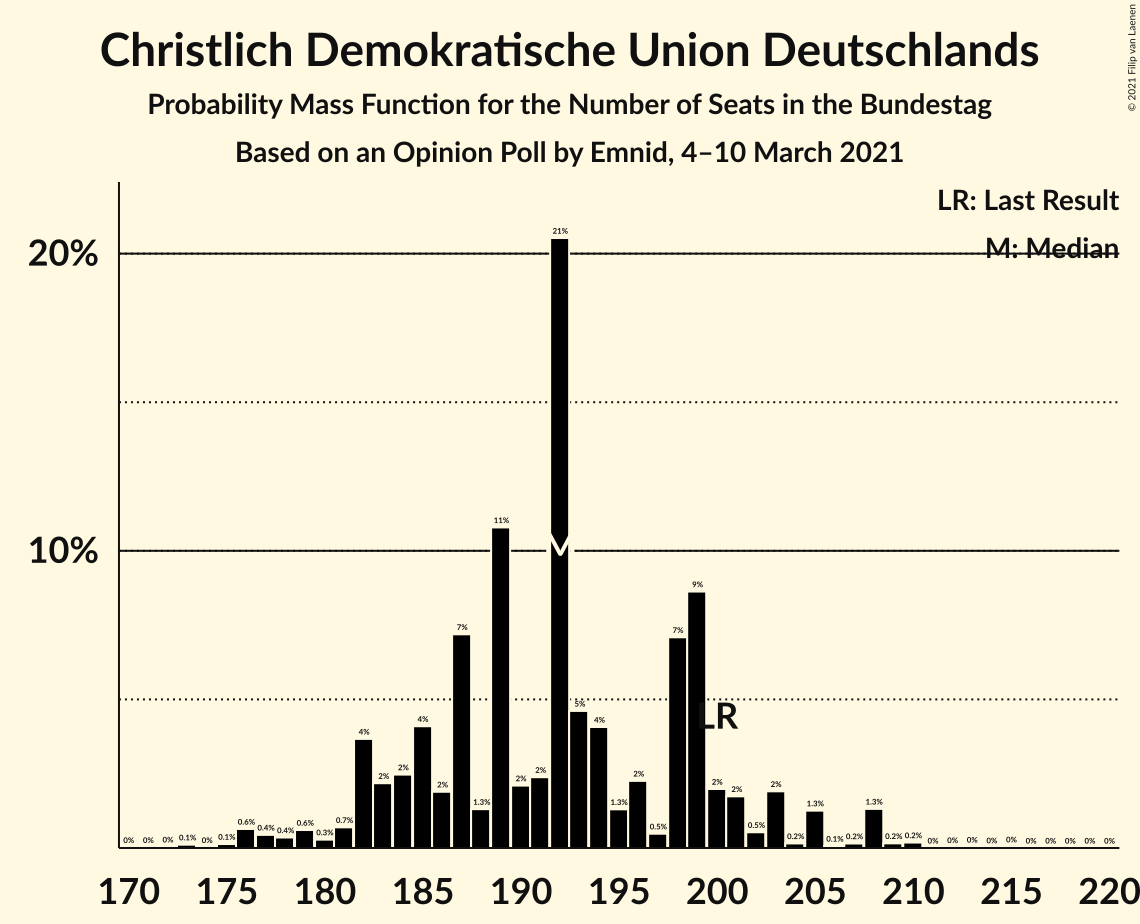 Christlich Demokratische Union Deutschlands
Probability Mass Function for the Number of Seats in the Bundestag
Based on an Opinion Poll by Emnid, 4–10 March 2021
© 2021 Filip van Laenen
LR: Last Result
M: Median
20%
10%
0% 0% 0% 0.1% 0% 0.1% 0.6% 0.4% 0.4% 0.6% 0.3% 0.7% 4% 2% 2% 4% 2% 7% 1.3% 11% 2% 2% 21% 5% 4% 1.3% 2% 0.5% 7% 9% 2% 2% 0.5% 2% 0.2% 1.3% 0.1% 0.2% 1.3% 0.2% 0.2% 0% 0% 0% 0% 0% 0% 0% 0% 0% 0%
LR
170 175 180 185 190 195 200 205 210 215 220